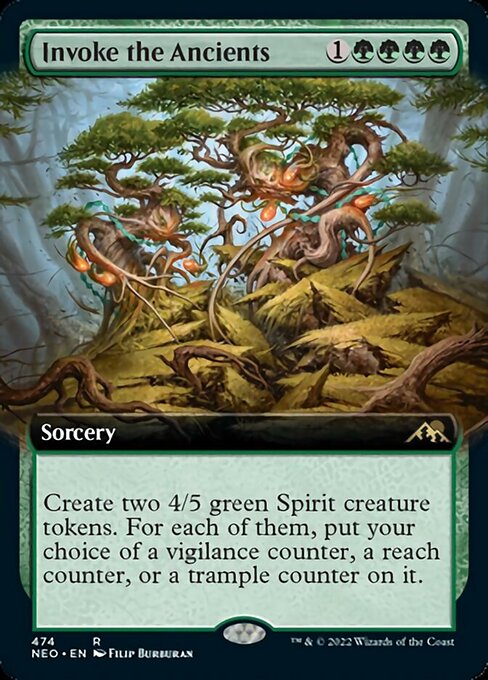 Invoke the Ancients 1
Sorcery
Create two 4/5 green Spirit creature
tokens. For each of them, put your
choice of a vigilance counter, a reach
counter, or a trample counter on it.
474 R
NEO • EN Filip Burburan
™ & © 2022 Wizards of the Coast